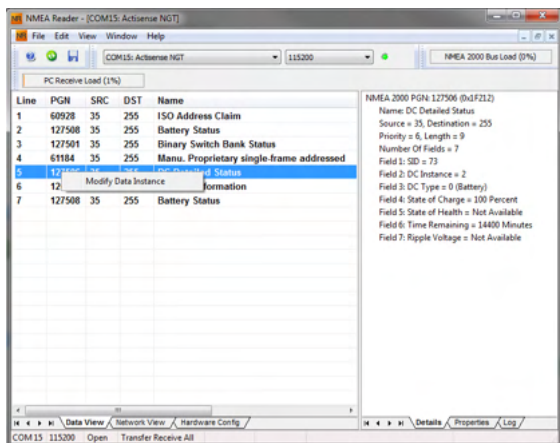 NMEA Reader - [COM15: Actisense NGT]
File Edit View Window Help
COM15: Actisense NGT 115200 NMEA 2000 Bus Load (0%)
PC Receive Load (1%)
Line PGN SRC DST Name
1 60928 35 255 ISO Address Claim
2 127508 35 255 Battery Status
3 127501 35 255 Binary Switch Bank Status
4 61184 35 255 Manu. Proprietary single-frame addressed
5 35 255 DC Detailed Status
Modify Data Instance
6
7 127508 35 255 Battery Status
NMEA 2000 PGN: 127506 (0x1F212)
Name: DC Detailed Status
Source = 35, Destination = 255
Priority = 6, Length = 9
Number Of Fields = 7
Field 1: SID = 73
Field 2: DC Instance = 2
Field 3: DC Type = 0 (Battery)
Field 4: State of Charge = 100 Percent
Field 5: State of Health = Not Available
Field 6: Time Remaining = 14400 Minutes
Field 7: Ripple Voltage = Not Available
Data View Network View Hardware Config
Details Properties Log
COM15 115200 Open Transfer Receive All